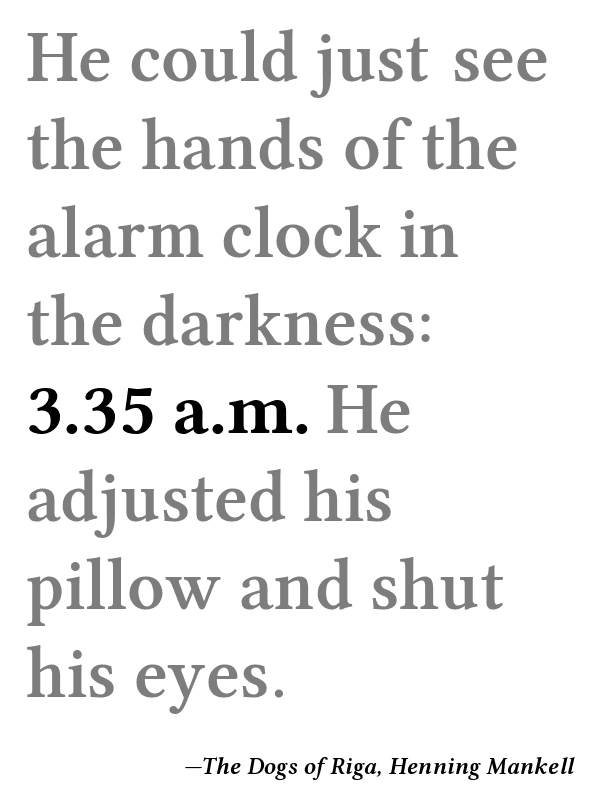 He could just see
the hands of the
alarm clock in
the darkness:
3.35 a.m. He
adjusted his
pillow and shut
his eyes.
—The Dogs of Riga, Henning Mankell